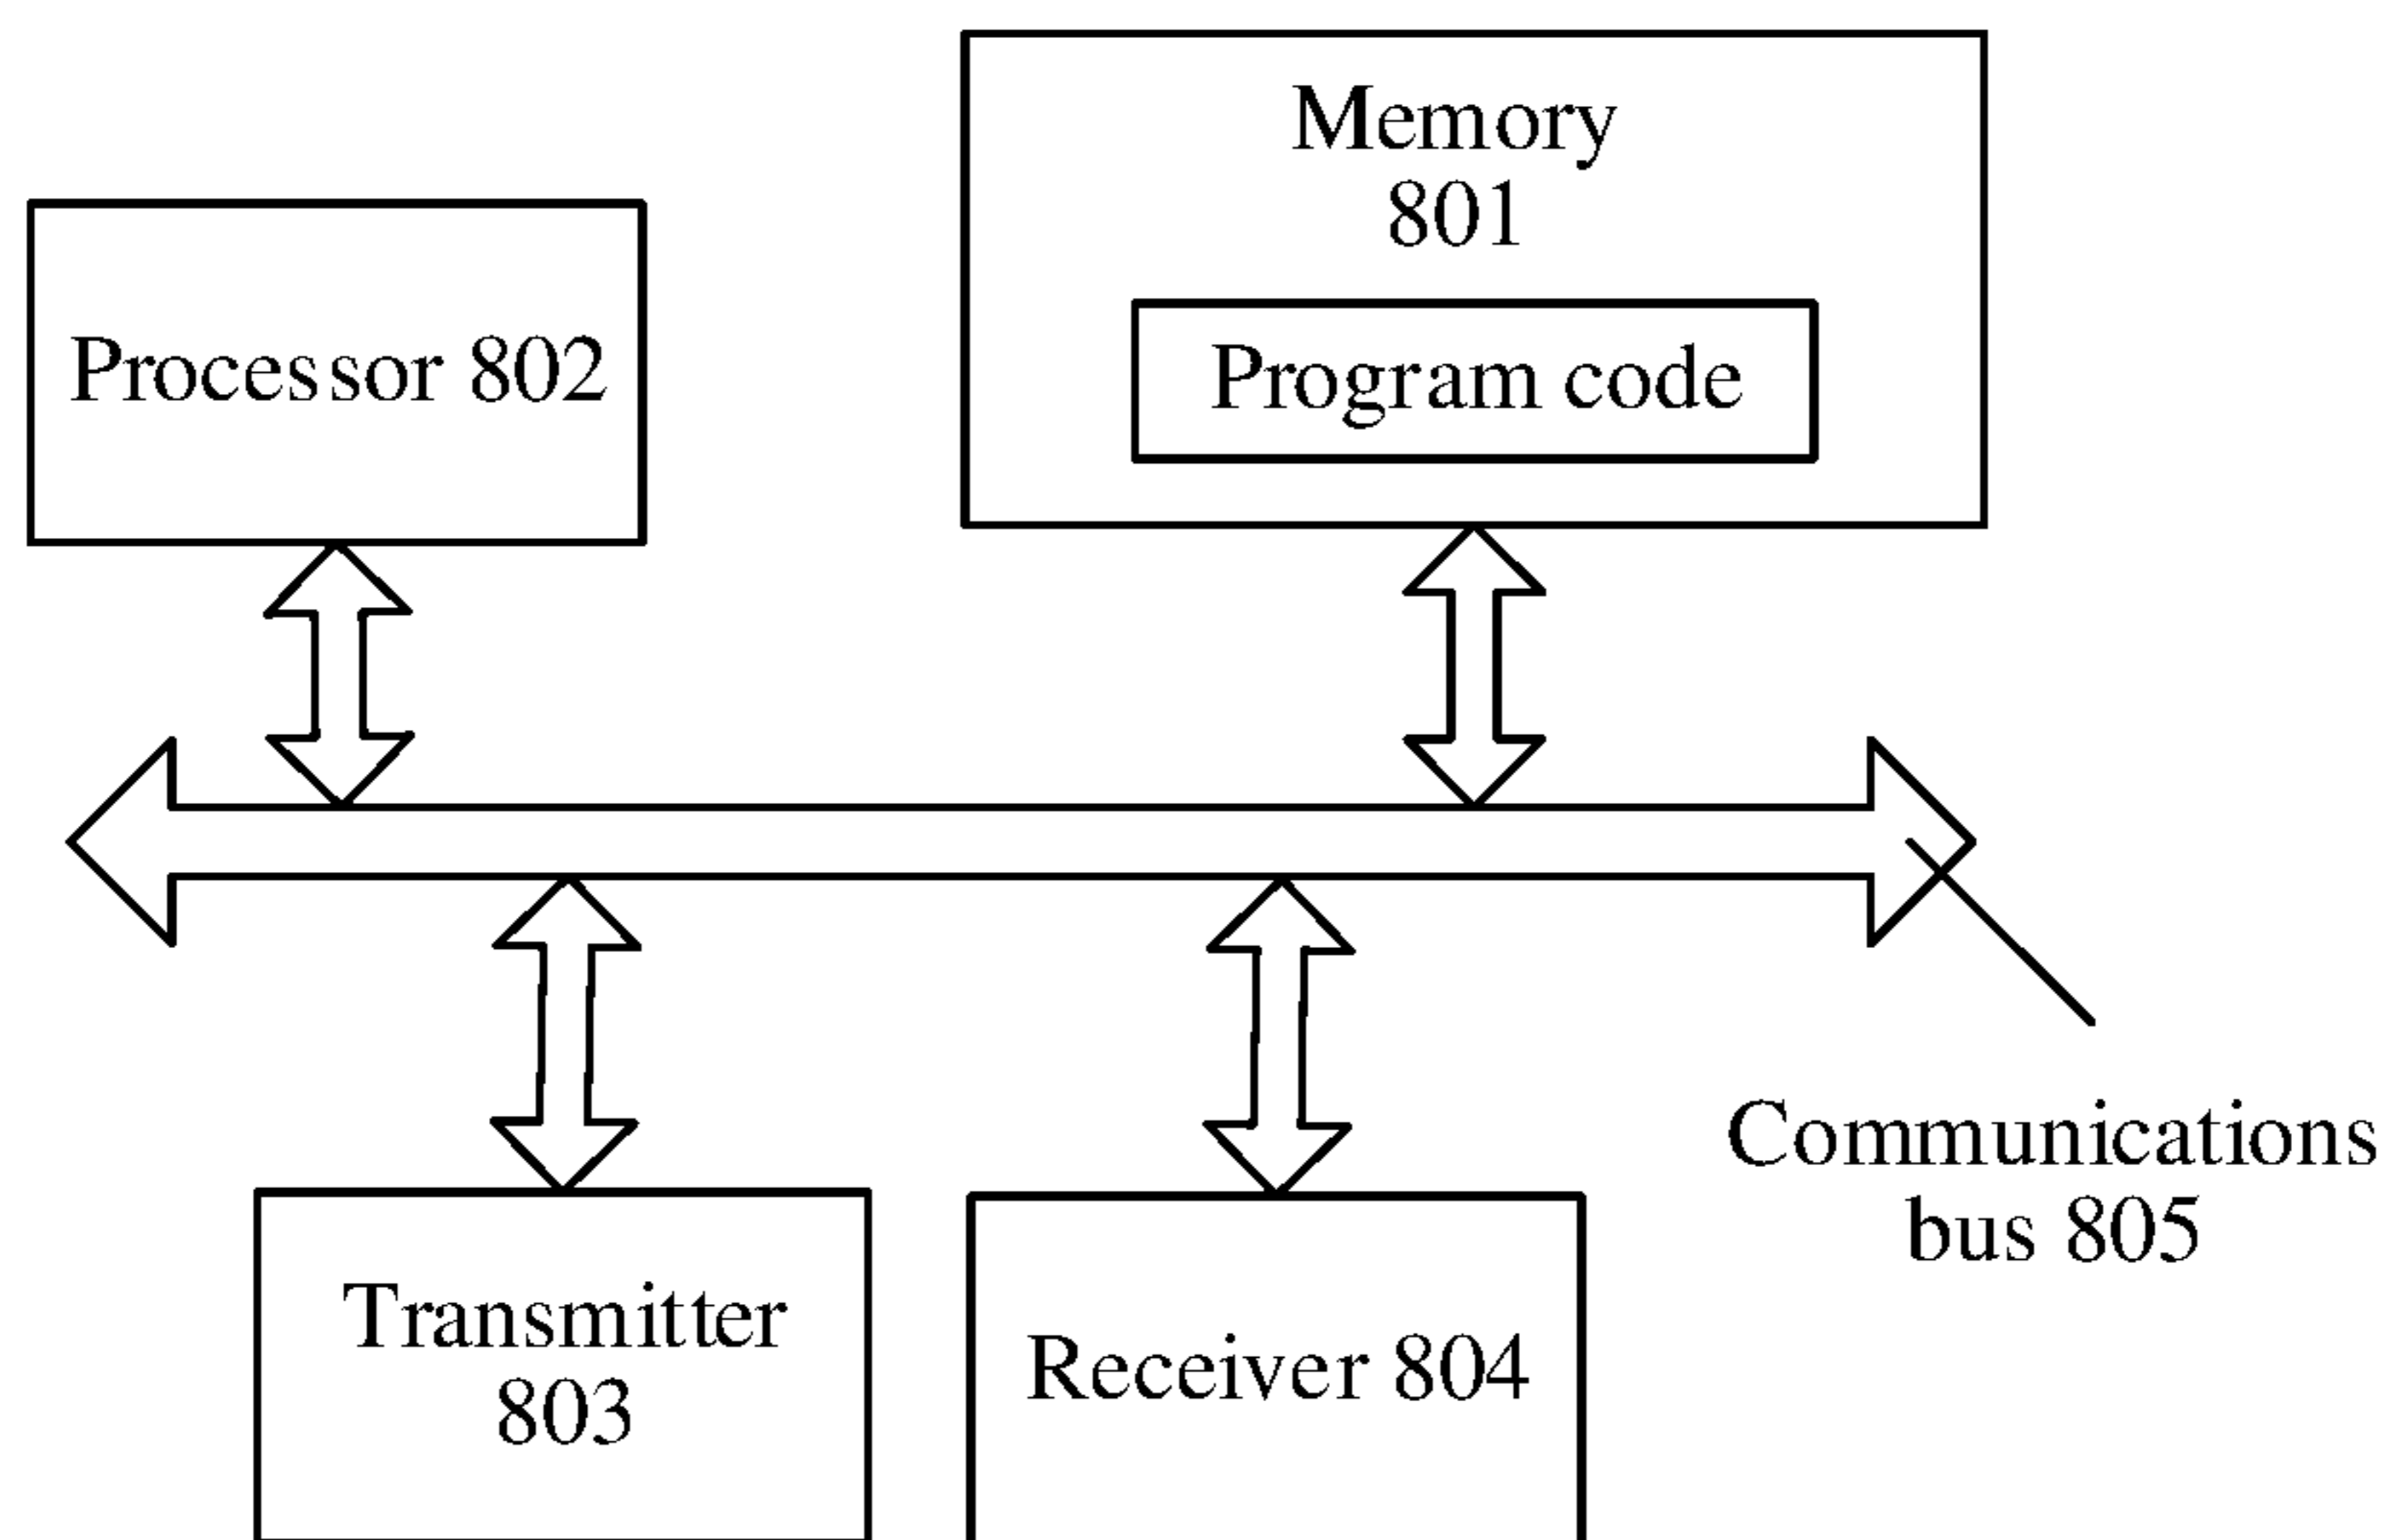 Memory
801
Processor 802
Program code
Communications
bus 805
Transmitter
803
Receiver 804